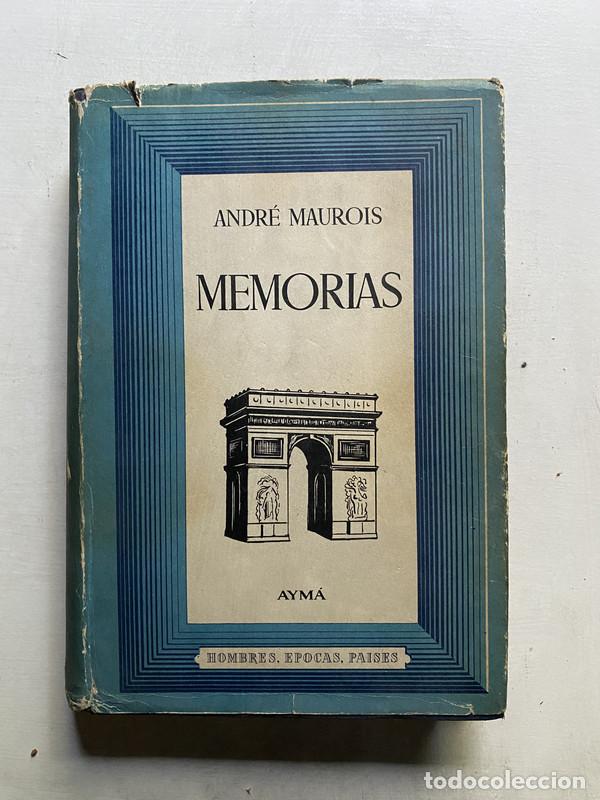 ANDRÉ MAUROIS
MEMORIAS
AYMÁ
HOMBRES, EPOCAS, PAISES
todocoleccion